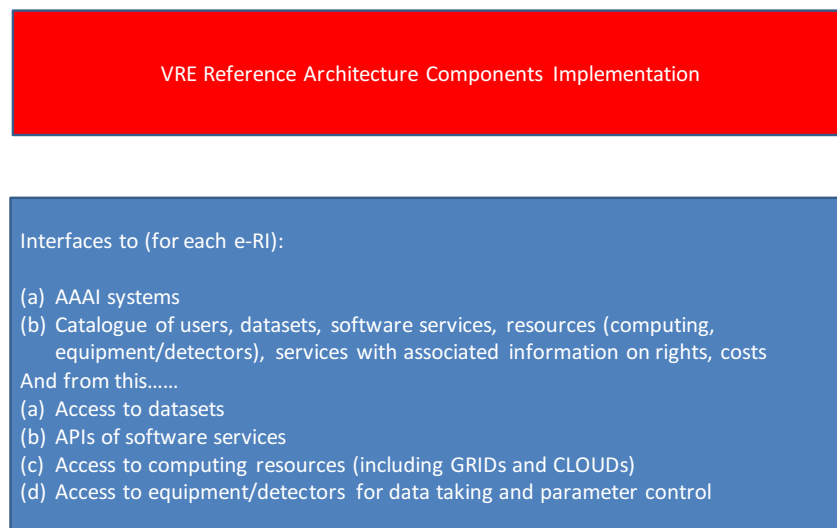 VRE Reference Architecture Components Implementation
Interfaces to (for each e-RI):
(a) AAAI systems
(b) Catalogue of users, datasets, software services, resources (computing,
equipment/detectors), services with associated information on rights, costs
And from this......
(a) Access to datasets
(b) APIs of software services
(c) Access to computing resources (including GRIDs and CLOUDs)
(d) Access to equipment/detectors for data taking and parameter control